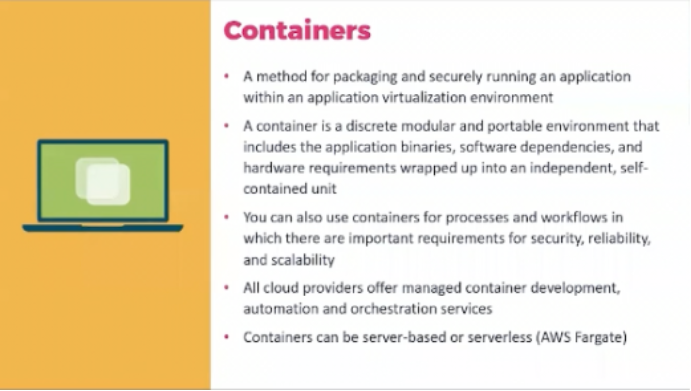 Containers
• A method for packaging and securely running an application
within an application virtualization environment
• A container is a discrete modular and portable environment that
includes the application binaries, software dependencies, and
hardware requirements wrapped up into an independent, self-
contained unit
• You can also use containers for processes and workflows in
which there are important requirements for security, reliability,
and scalability
• All cloud providers offer managed container development,
automation and orchestration services
• Containers can be server-based or serverless (AWS Fargate)